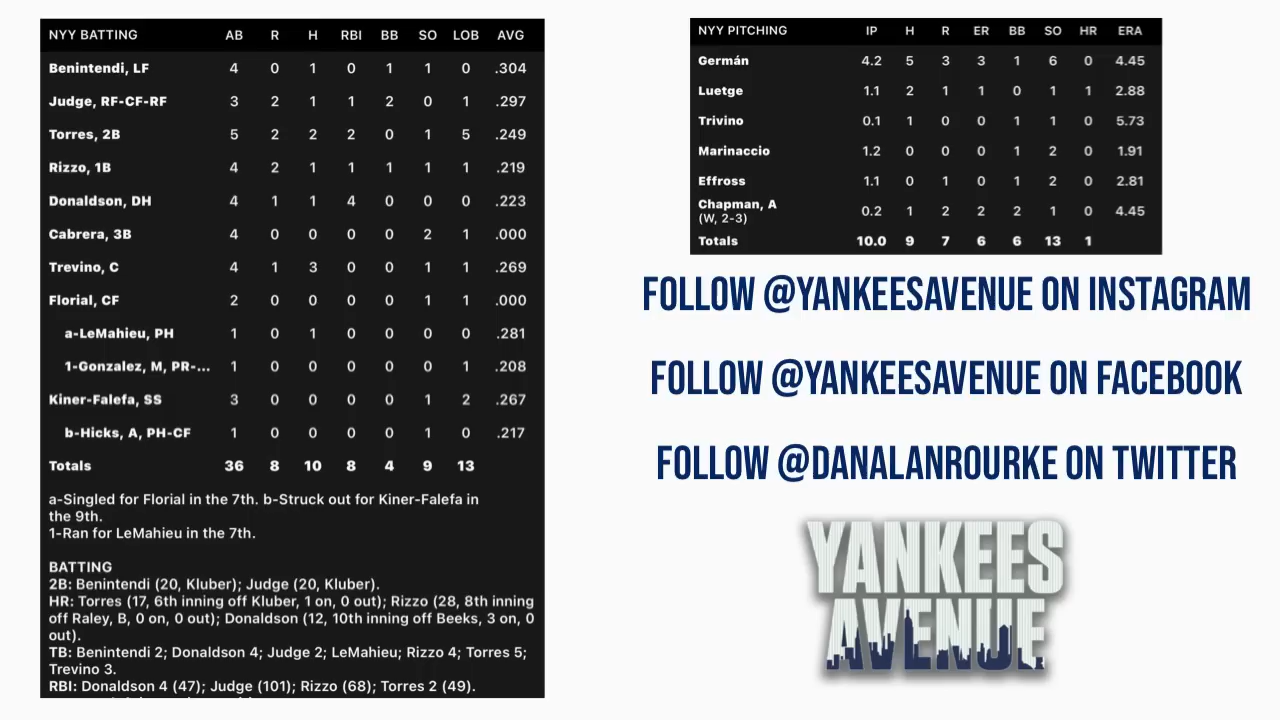 NYY BATTING AB R H RBI BB SO LOB AVG
Benintendi, LF 4 0 1 0 1 1 0 .304
Judge, RF-CF-RF 3 2 1 1 2 0 1 .297
Torres, 2B 5 2 2 2 0 1 5 .249
Rizzo, 1B 4 2 1 1 1 1 1 .219
Donaldson, DH 4 1 1 4 0 0 0 .223
Cabrera, 3B 4 0 0 0 0 2 1 .000
Trevino, C 4 1 3 0 0 1 1 .269
Florial, CF 2 0 0 0 0 1 1 .000
a-LeMahieu, PH 1 0 1 0 0 0 0 .281
1-Gonzalez, M, PR-... 1 0 0 0 0 0 1 .208
Kiner-Falefa, SS 3 0 0 0 0 1 2 .267
b-Hicks, A, PH-CF 1 0 0 0 0 1 0 .217
Totals 36 8 10 8 4 9 13
a-Singled for Florial in the 7th. b-Struck out for Kiner-Falefa in
the 9th.
1-Ran for LeMahieu in the 7th.
BATTING
2B: Benintendi (20, Kluber); Judge (20, Kluber).
HR: Torres (17, 6th inning off Kluber, 1 on, 0 out); Rizzo (28, 8th inning
off Raley, B, 0 on, 0 out); Donaldson (12, 10th inning off Beeks, 3 on, 0
out).
TB: Benintendi 2; Donaldson 4; Judge 2; LeMahieu; Rizzo 4; Torres 5;
Trevino 3.
RBI: Donaldson 4 (47); Judge (101); Rizzo (68); Torres 2 (49).
NYY PITCHING IP H R ER BB SO HR ERA
Germán 4.2 5 3 3 1 6 0 4.45
Luetge 1.1 2 1 1 0 1 1 2.88
Trivino 0.1 1 0 0 1 1 0 5.73
Marinaccio 1.2 0 0 0 1 2 0 1.91
Effross 1.1 0 1 0 1 2 0 2.81
Chapman, A
(W, 2-3) 0.2 1 2 2 2 1 0 4.45
Totals 10.0 9 7 6 6 13 1
FOLLOW @YANKEESAVENUE ON INSTAGRAM
FOLLOW @YANKEESAVENUE ON FACEBOOK
FOLLOW @DANALANROURKE ON TWITTER
YANKEES
AVENUE